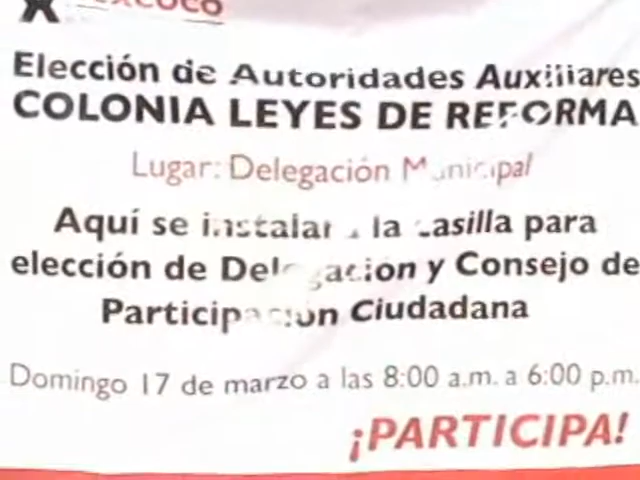 Elección de Autoridades Auxiliares
COLONIA LEYES DE REFORMA
Lugar: Delegación Municipal
Aquí se instalará la casilla para
elección de Delegación y Consejo de
Participación Ciudadana
Domingo 17 de marzo a las 8:00 a.m. a 6:00 p.m.
¡PARTICIPA!